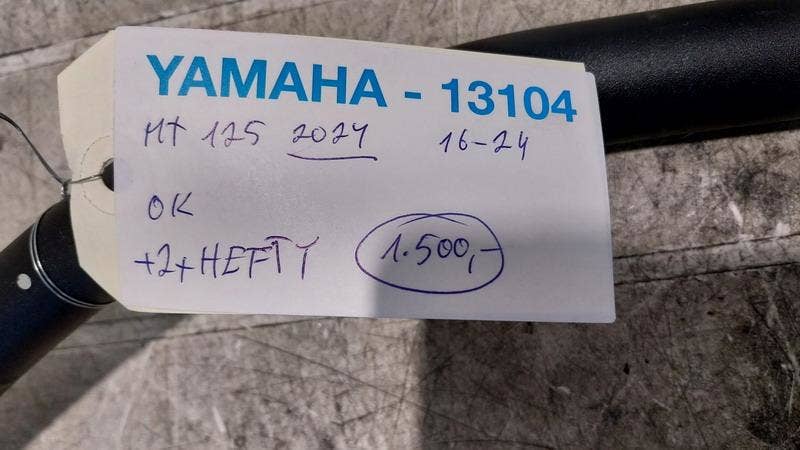 YAMAHA - 13104
MT 125 2024 16-24
OK
+2+HEFTY 1.500,-